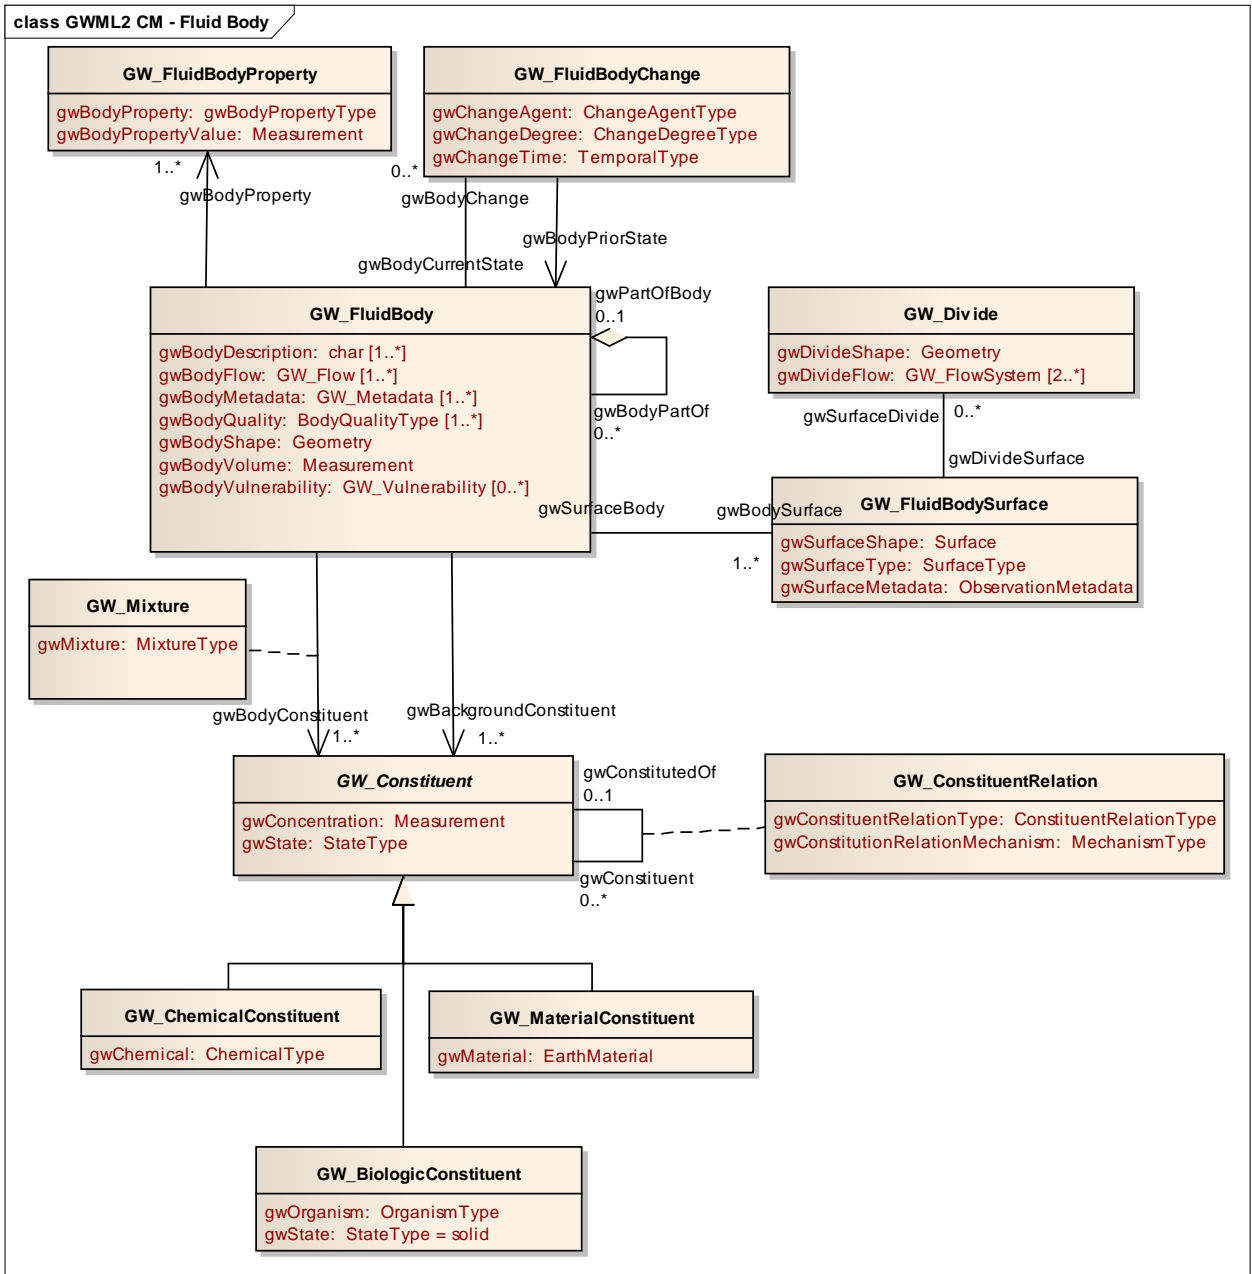 class GWML2 CM - Fluid Body
GW_FluidBodyProperty
gwBodyProperty: gwBodyPropertyType
gwBodyPropertyValue: Measurement
GW_FluidBodyChange
gwChangeAgent: ChangeAgentType
gwChangeDegree: ChangeDegreeType
gwChangeTime: TemporalType
1..*
gwBodyProperty
0..*
gwBodyChange
gwBodyPriorState
gwBodyCurrentState
GW_FluidBody
gwBodyDescription: char [1..*]
gwBodyFlow: GW_Flow [1..*]
gwBodyMetadata: GW_Metadata [1..*]
gwBodyQuality: BodyQualityType [1..*]
gwBodyShape: Geometry
gwBodyVolume: Measurement
gwBodyVulnerability: GW_Vulnerability [0..*]
gwPartOfBody
0..1
gwBodyPartOf
0..*
GW_Divide
gwDivideShape: Geometry
gwDivideFlow: GW_FlowSystem [2..*]
gwSurfaceDivide
0..*
gwDivideSurface
gwSurfaceBody
gwBodySurface
1..*
GW_FluidBodySurface
gwSurfaceShape: Surface
gwSurfaceType: SurfaceType
gwSurfaceMetadata: ObservationMetadata
GW_Mixture
gwMixture: MixtureType
gwBodyConstituent
1..*
gwBackgroundConstituent
1..*
GW_Constituent
gwConcentration: Measurement
gwState: StateType
gwConstitutedOf
0..1
gwConstituent
0..*
GW_ConstituentRelation
gwConstituentRelationType: ConstituentRelationType
gwConstitutionRelationMechanism: MechanismType
GW_ChemicalConstituent
gwChemical: ChemicalType
GW_MaterialConstituent
gwMaterial: EarthMaterial
GW_BiologicConstituent
gwOrganism: OrganismType
gwState: StateType = solid